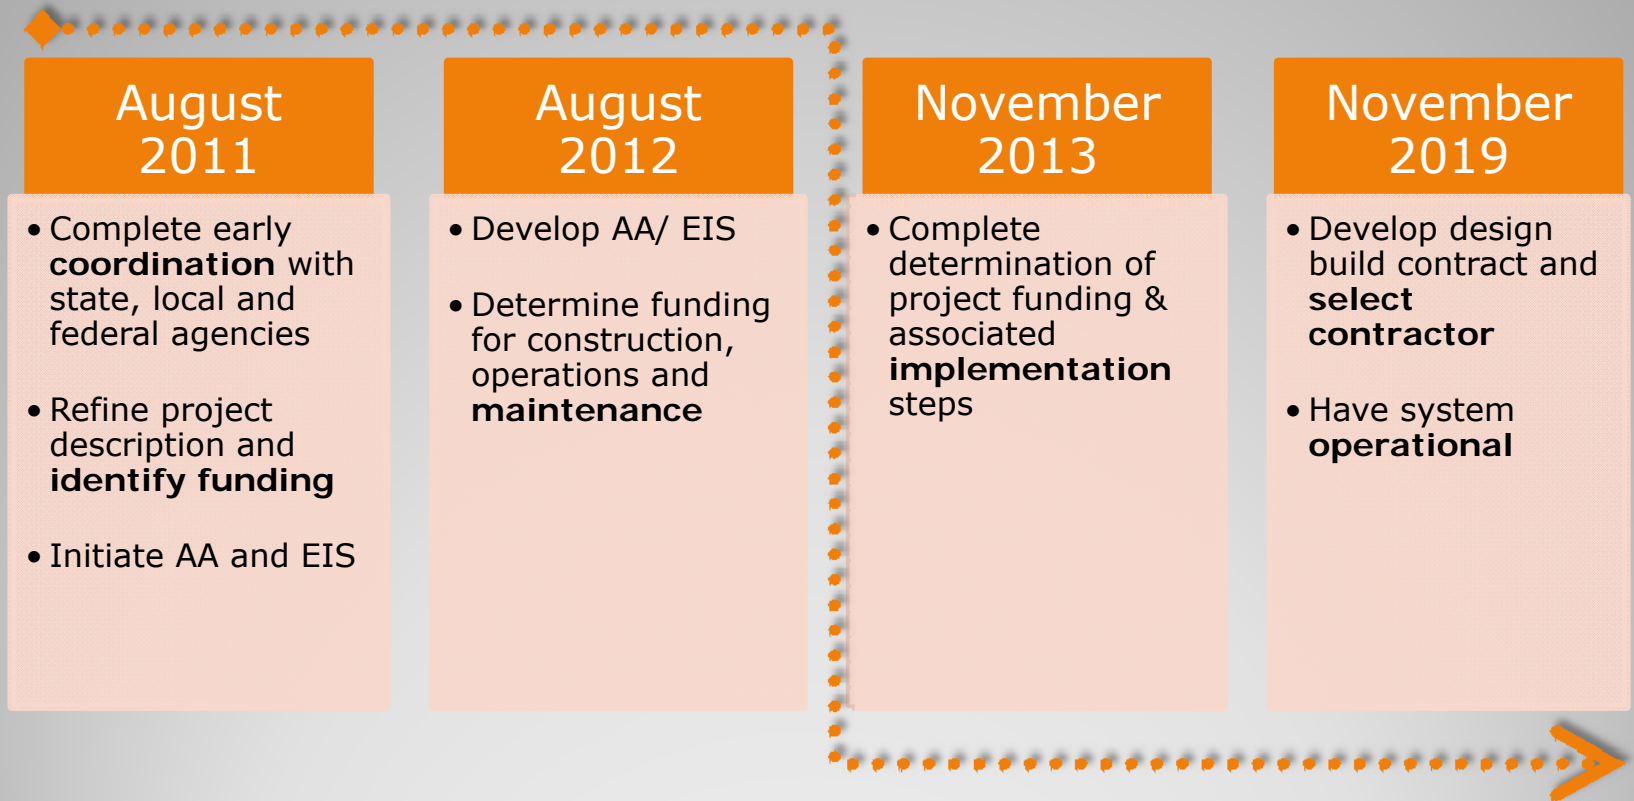 August
2011
• Complete early
coordination with
state, local and
federal agencies
• Refine project
description and
identify funding
• Initiate AA and EIS
August
2012
• Develop AA/ EIS
• Determine funding
for construction,
operations and
maintenance
November
2013
• Complete
determination of
project funding &
associated
implementation
steps
November
2019
• Develop design
build contract and
select
contractor
• Have system
operational